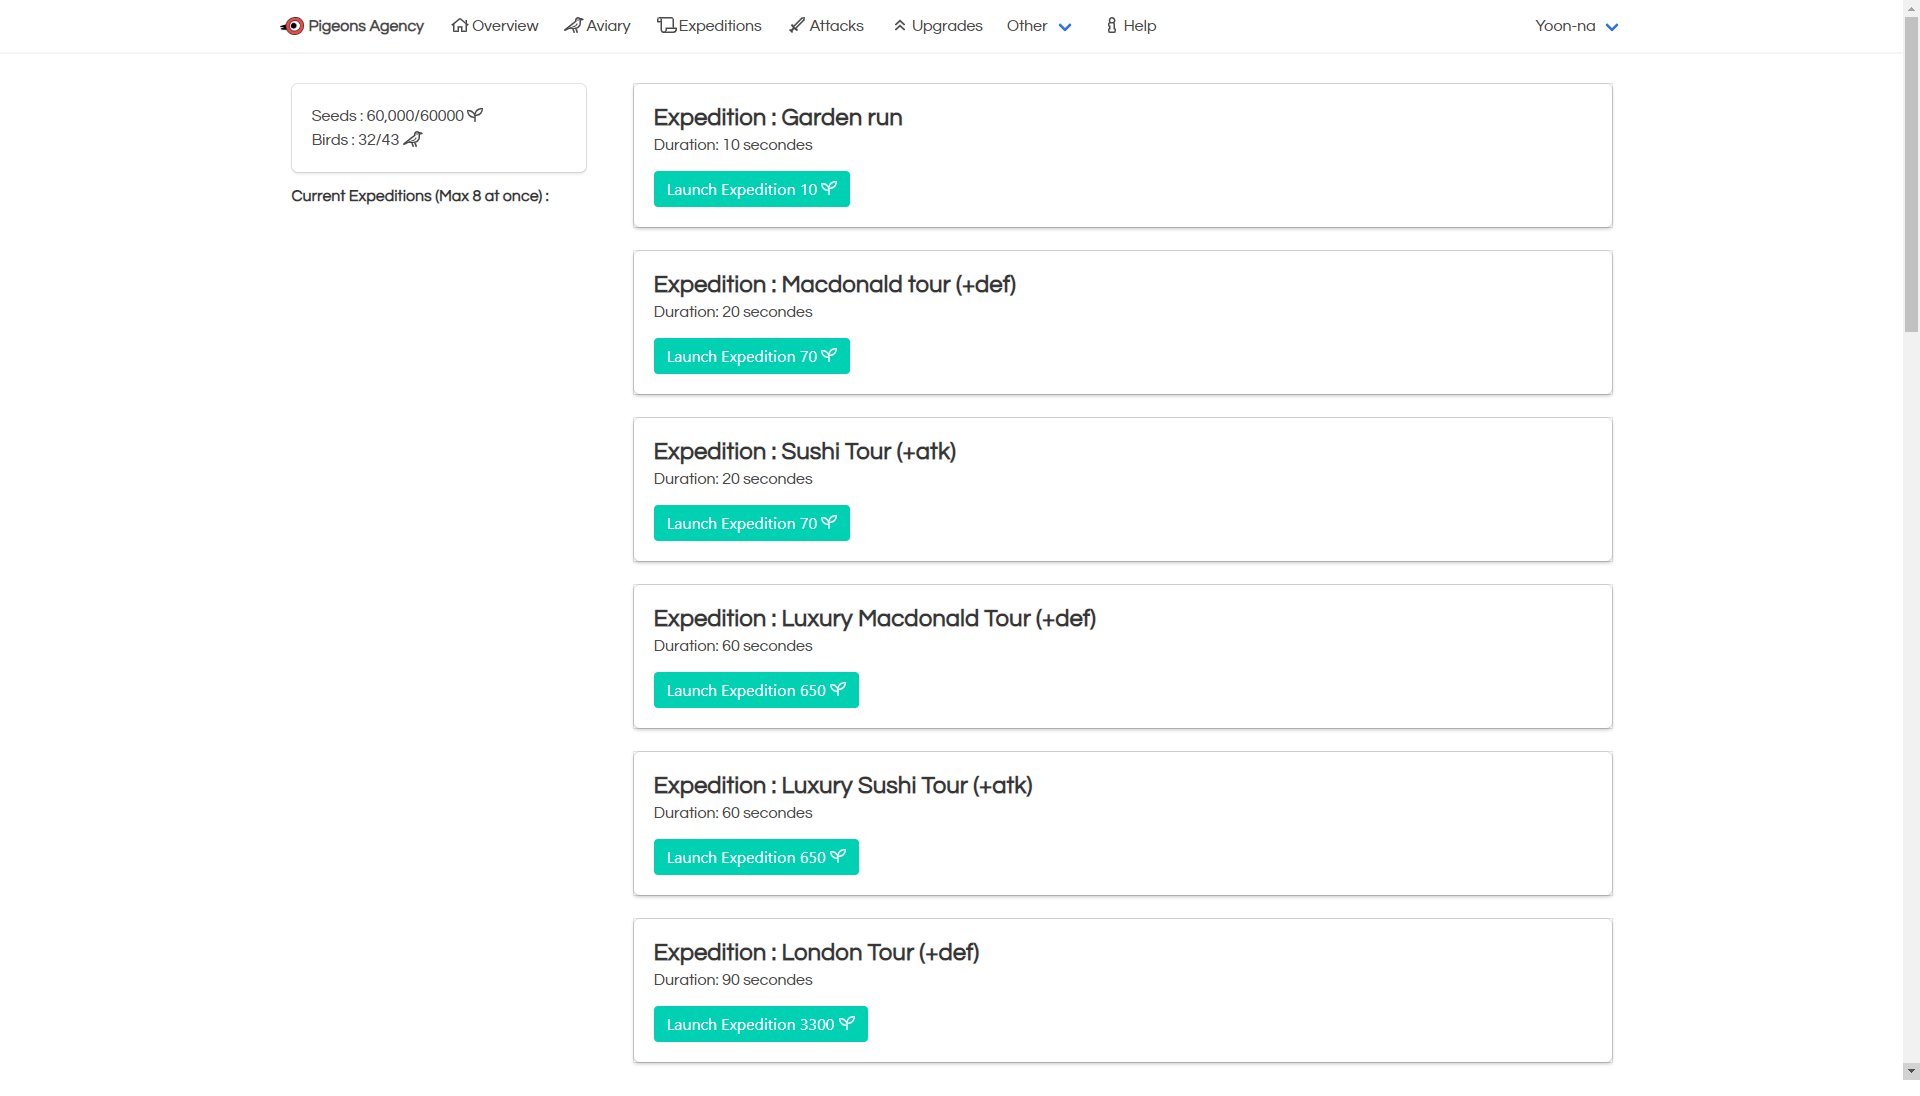 Pigeons Agency Overview Aviary Expeditions Attacks Upgrades Other Help Yoon-na
Seeds : 60,000/60000
Birds : 32/43
Current Expeditions (Max 8 at once) :
Expedition : Garden run
Duration: 10 secondes
Launch Expedition 10
Expedition : Macdonald tour (+def)
Duration: 20 secondes
Launch Expedition 70
Expedition : Sushi Tour (+atk)
Duration: 20 secondes
Launch Expedition 70
Expedition : Luxury Macdonald Tour (+def)
Duration: 60 secondes
Launch Expedition 650
Expedition : Luxury Sushi Tour (+atk)
Duration: 60 secondes
Launch Expedition 650
Expedition : London Tour (+def)
Duration: 90 secondes
Launch Expedition 3300